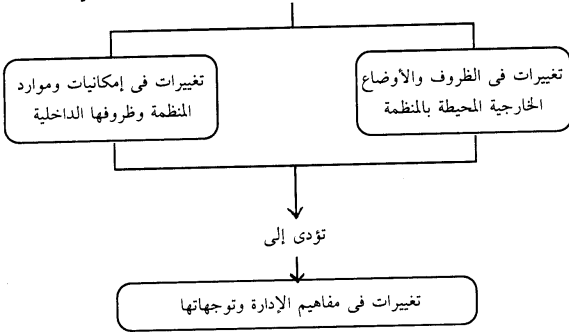 تغييرات فى الظروف والأوضاع
الخارجية المحيطة بالمنظمة
تغييرات فى إمكانيات وموارد
المنظمة وظروفها الداخلية
تؤدى إلى
تغييرات فى مفاهيم الإدارة وتوجهاتها